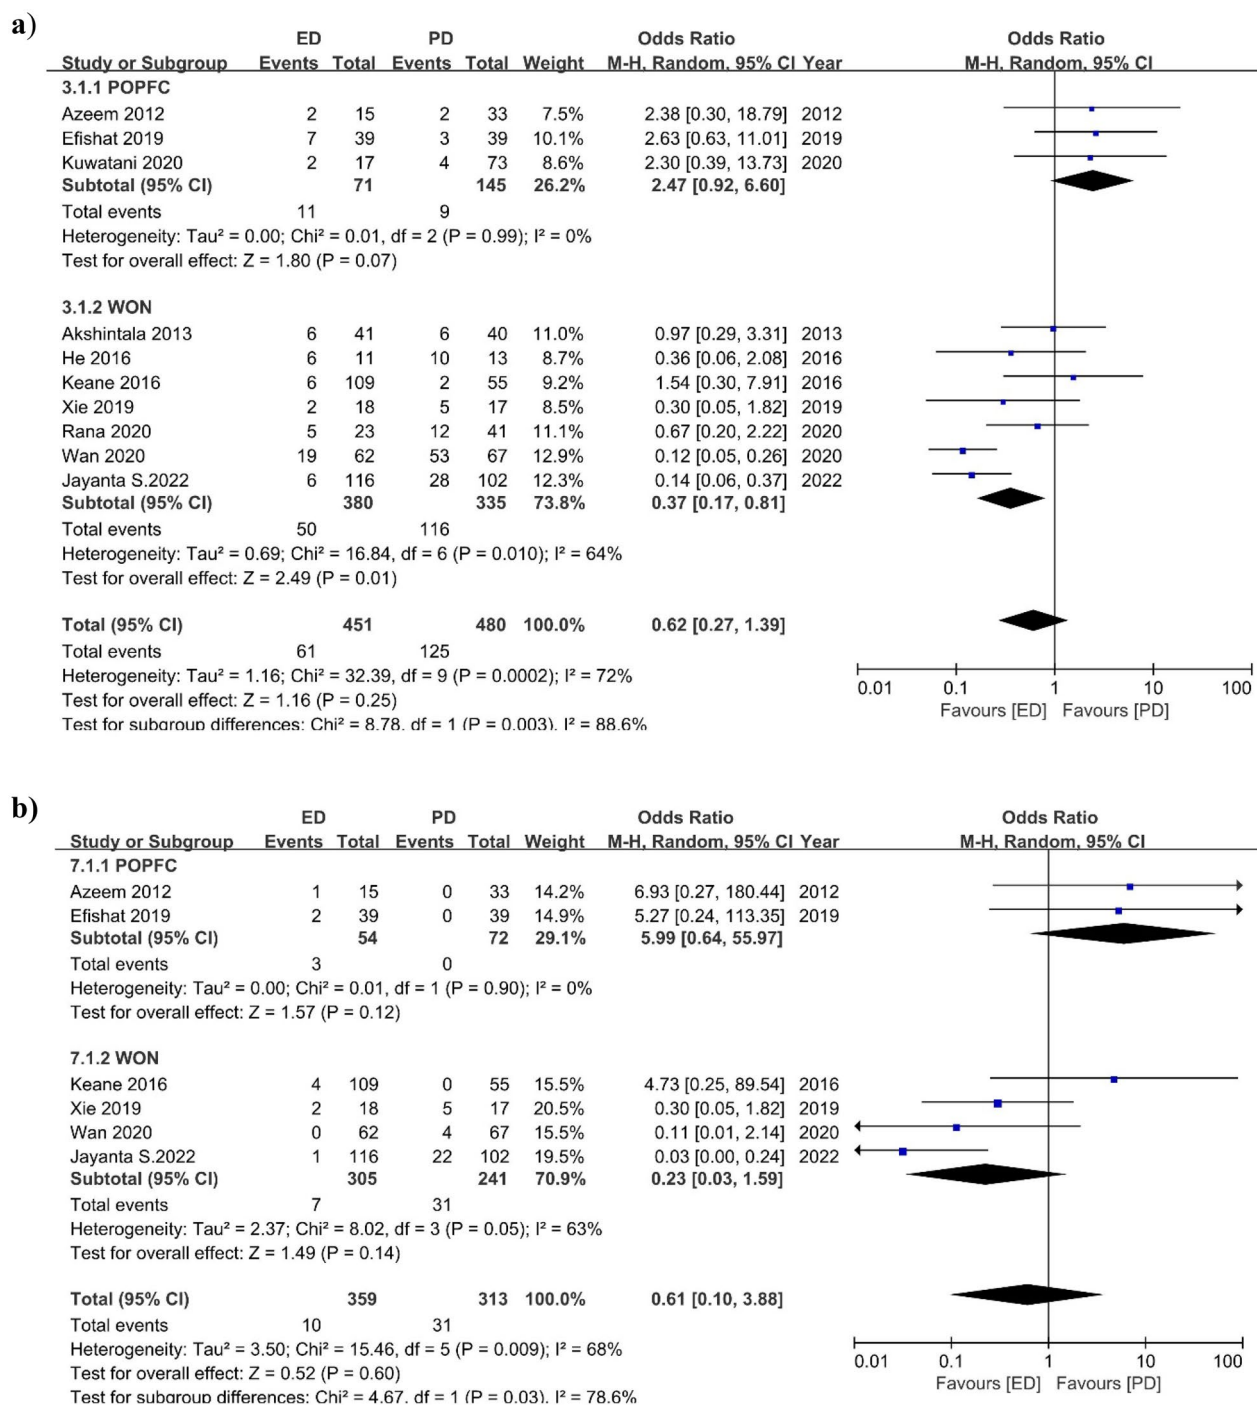 a)
ED PD Odds Ratio Odds Ratio
Study or Subgroup Events Total Events Total Weight M-H, Random, 95% CI Year M-H, Random, 95% CI
3.1.1 POPFC
Azeem 2012 2 15 2 33 7.5% 2.38 [0.30, 18.79] 2012
Efishat 2019 7 39 3 39 10.1% 2.63 [0.63, 11.01] 2019
Kuwatani 2020 2 17 4 73 8.6% 2.30 [0.39, 13.73] 2020
Subtotal (95% CI) 71 145 26.2% 2.47 [0.92, 6.60]
Total events 11 9
Heterogeneity: Tau² = 0.00; Chi² = 0.01, df = 2 (P = 0.99); I² = 0%
Test for overall effect: Z = 1.80 (P = 0.07)
3.1.2 WON
Akshintala 2013 6 41 6 40 11.0% 0.97 [0.29, 3.31] 2013
He 2016 6 11 10 13 8.7% 0.36 [0.06, 2.08] 2016
Keane 2016 6 109 2 55 9.2% 1.54 [0.30, 7.91] 2016
Xie 2019 2 18 5 17 8.5% 0.30 [0.05, 1.82] 2019
Rana 2020 5 23 12 41 11.1% 0.67 [0.20, 2.22] 2020
Wan 2020 19 62 53 67 12.9% 0.12 [0.05, 0.26] 2020
Jayanta S.2022 6 116 28 102 12.3% 0.14 [0.06, 0.37] 2022
Subtotal (95% CI) 380 335 73.8% 0.37 [0.17, 0.81]
Total events 50 116
Heterogeneity: Tau² = 0.69; Chi² = 16.84, df = 6 (P = 0.010); I² = 64%
Test for overall effect: Z = 2.49 (P = 0.01)
Total (95% CI) 451 480 100.0% 0.62 [0.27, 1.39]
Total events 61 125
Heterogeneity: Tau² = 1.16; Chi² = 32.39, df = 9 (P = 0.0002); I² = 72%
Test for overall effect: Z = 1.16 (P = 0.25)
Test for subgroup differences: Chi² = 8.78, df = 1 (P = 0.003), I² = 88.6%
0.01 0.1 1 10 100
Favours [ED] Favours [PD]
b)
ED PD Odds Ratio Odds Ratio
Study or Subgroup Events Total Events Total Weight M-H, Random, 95% CI Year M-H, Random, 95% CI
7.1.1 POPFC
Azeem 2012 1 15 0 33 14.2% 6.93 [0.27, 180.44] 2012
Efishat 2019 2 39 0 39 14.9% 5.27 [0.24, 113.35] 2019
Subtotal (95% CI) 54 72 29.1% 5.99 [0.64, 55.97]
Total events 3 0
Heterogeneity: Tau² = 0.00; Chi² = 0.01, df = 1 (P = 0.90); I² = 0%
Test for overall effect: Z = 1.57 (P = 0.12)
7.1.2 WON
Keane 2016 4 109 0 55 15.5% 4.73 [0.25, 89.54] 2016
Xie 2019 2 18 5 17 20.5% 0.30 [0.05, 1.82] 2019
Wan 2020 0 62 4 67 15.5% 0.11 [0.01, 2.14] 2020
Jayanta S.2022 1 116 22 102 19.5% 0.03 [0.00, 0.24] 2022
Subtotal (95% CI) 305 241 70.9% 0.23 [0.03, 1.59]
Total events 7 31
Heterogeneity: Tau² = 2.37; Chi² = 8.02, df = 3 (P = 0.05); I² = 63%
Test for overall effect: Z = 1.49 (P = 0.14)
Total (95% CI) 359 313 100.0% 0.61 [0.10, 3.88]
Total events 10 31
Heterogeneity: Tau² = 3.50; Chi² = 15.46, df = 5 (P = 0.009); I² = 68%
Test for overall effect: Z = 0.52 (P = 0.60)
Test for subgroup differences: Chi² = 4.67, df = 1 (P = 0.03), I² = 78.6%
0.01 0.1 1 10 100
Favours [ED] Favours [PD]